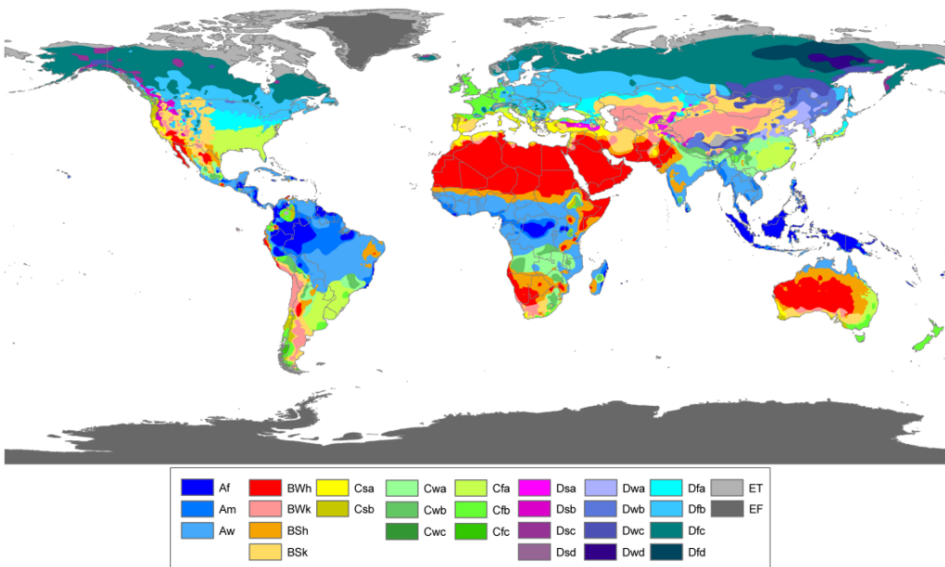 Af BWh Csa Cwa Cfa Dsa Dwa Dfa ET
Am BWk Csb Cwb Cfb Dsb Dwb Dfb EF
Aw BSh Cwc Cfc Dsc Dwc Dfc
BSk Dsd Dwd Dfd